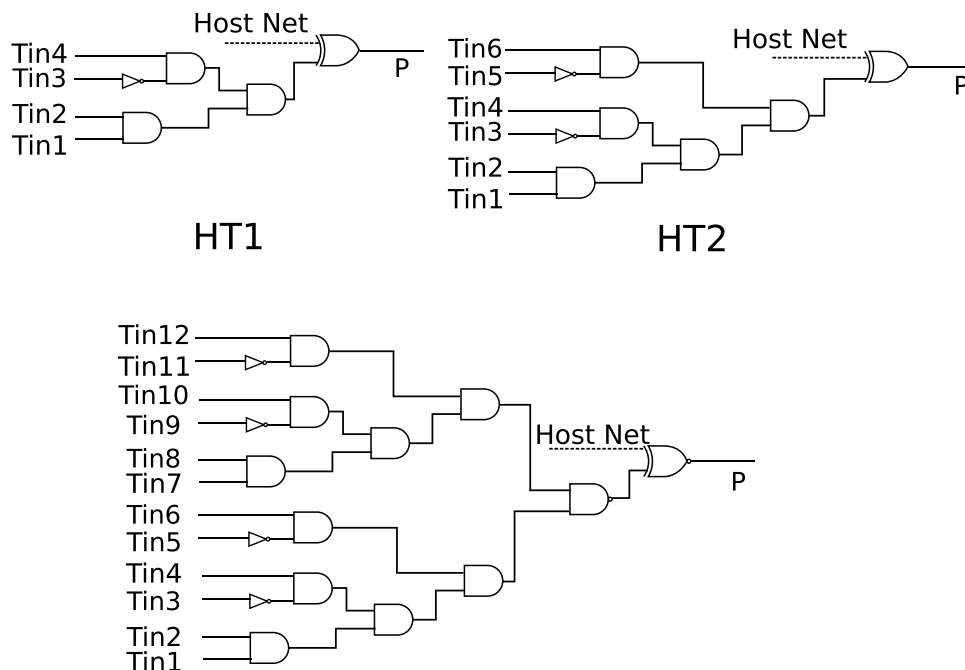 Host Net
Tin4
Tin3
Tin2
Tin1
P
HT1
Host Net
Tin6
Tin5
Tin4
Tin3
Tin2
Tin1
P
HT2
Tin12
Tin11
Tin10
Tin9
Tin8
Tin7
Tin6
Tin5
Tin4
Tin3
Tin2
Tin1
Host Net
P